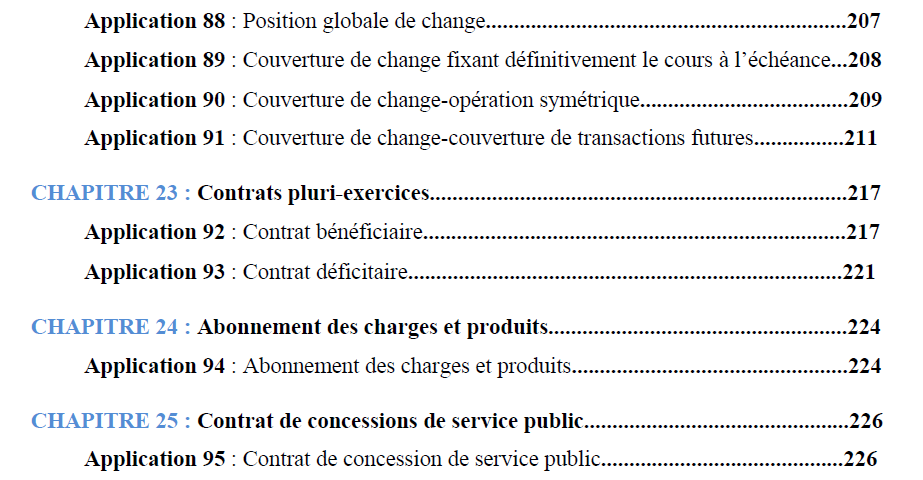 Application 88 : Position globale de change.......................................................................207
Application 89 : Couverture de change fixant définitivement le cours à l’échéance...208
Application 90 : Couverture de change-opération symétrique.........................................209
Application 91 : Couverture de change-couverture de transactions futures.................211
CHAPITRE 23 : Contrats pluri-exercices..................................................................................217
Application 92 : Contrat bénéficiaire....................................................................................217
Application 93 : Contrat déficitaire.......................................................................................221
CHAPITRE 24 : Abonnement des charges et produits...........................................................224
Application 94 : Abonnement des charges et produits.......................................................224
CHAPITRE 25 : Contrat de concessions de service public.....................................................226
Application 95 : Contrat de concession de service public.................................................226